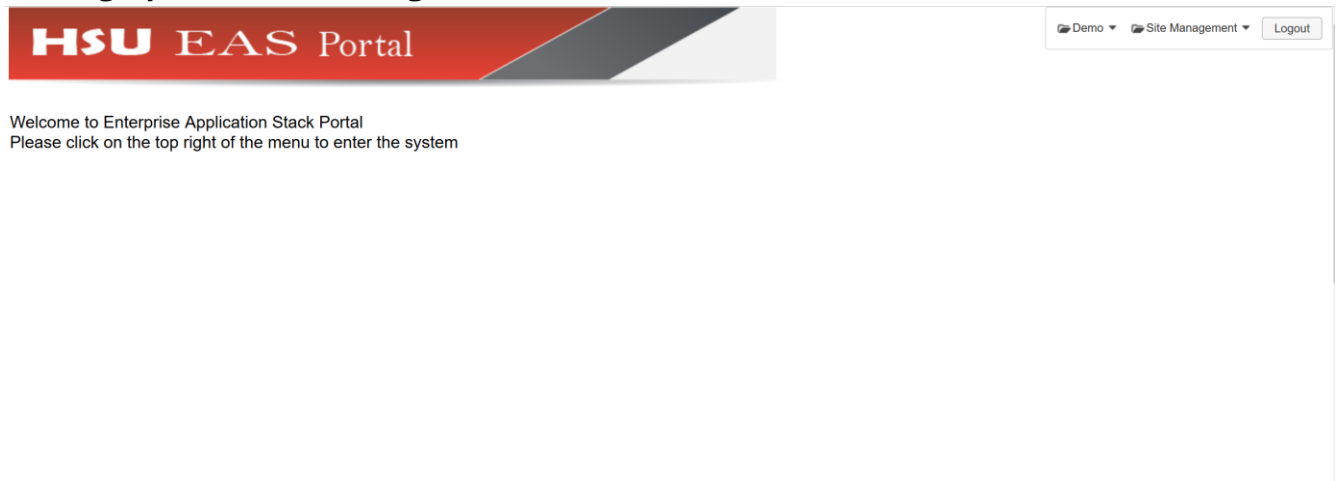 HSU EAS Portal
Demo Site Management Logout
Welcome to Enterprise Application Stack Portal
Please click on the top right of the menu to enter the system